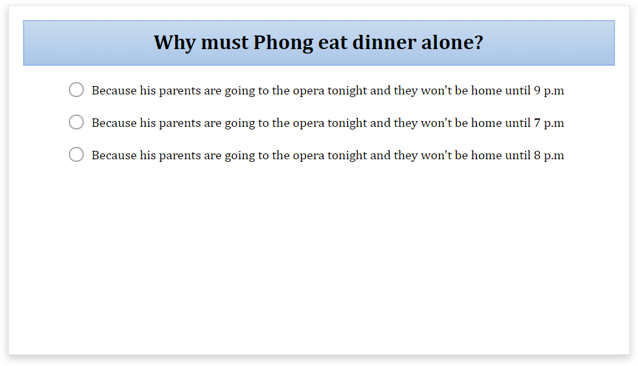 Why must Phong eat dinner alone?
Because his parents are going to the opera tonight and they won't be home until 9 p.m
Because his parents are going to the opera tonight and they won't be home until 7 p.m
Because his parents are going to the opera tonight and they won't be home until 8 p.m